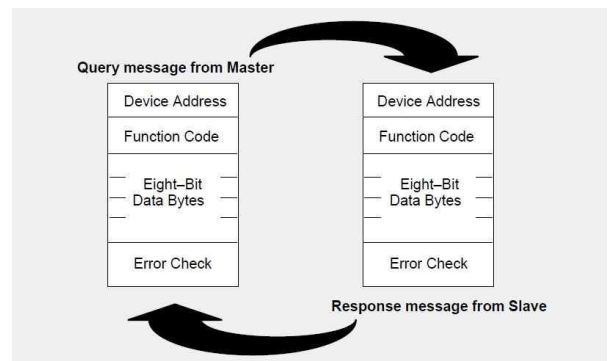 Query message from Master
Device Address
Function Code
Eight–Bit
Data Bytes
Error Check
Device Address
Function Code
Eight–Bit
Data Bytes
Error Check
Response message from Slave